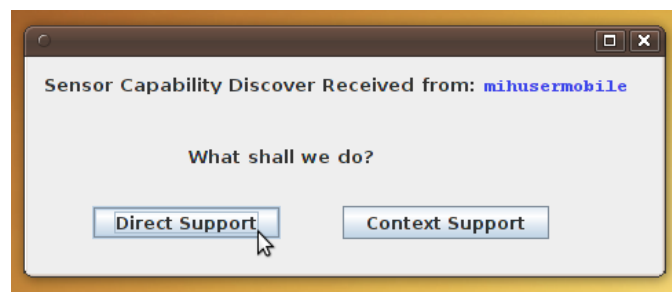 Sensor Capability Discover Received from: mihusermobile
What shall we do?
Direct Support
Context Support